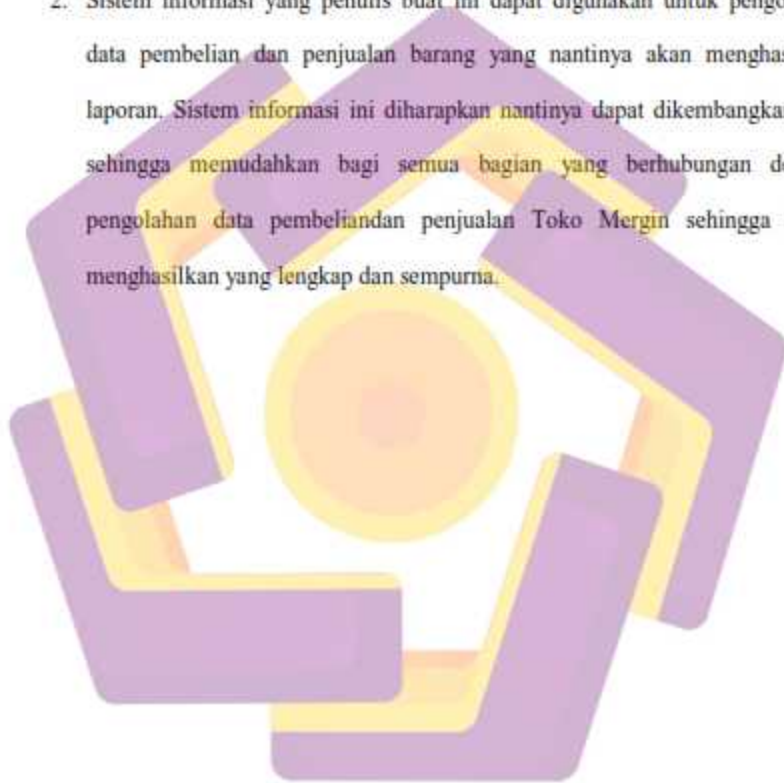 2. Sistem informasi yang penulis buat ini dapat digunakan untuk
data pembelian dan penjualan barang yang nantinya akan
laporan. Sistem informasi ini diharapkan nantinya dapat
sehingga memudahkan bagi semua bagian yang berhubungan
pengolahan data pembeliandan penjualan Toko Mergin sehingga
menghasilkan yang lengkap dan sempurna.